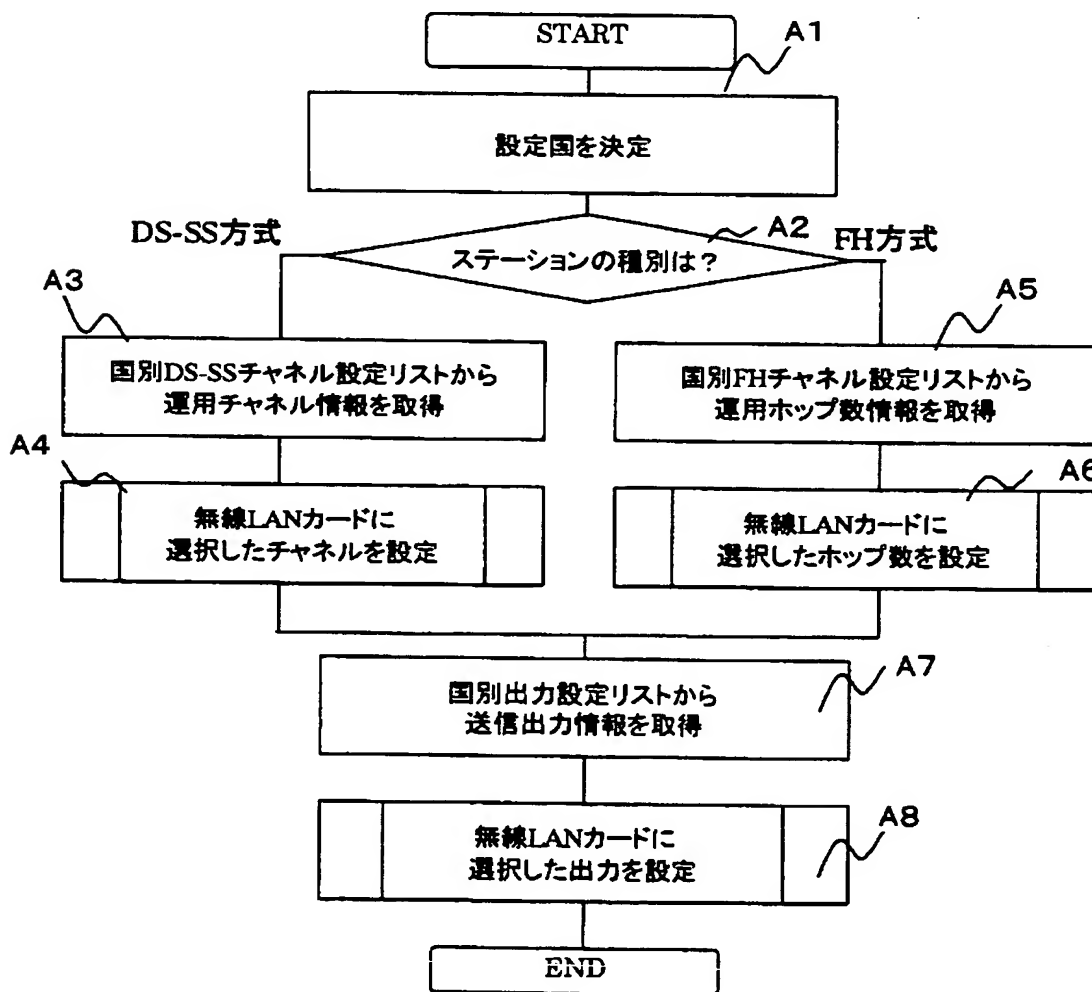 START
A1
設定国を決定
DS-SS方式
A2
FH方式
ステーションの種別は?
A3
A5
国別DS-SSチャネル設定リストから
運用チャネル情報を取得
国別FHチャネル設定リストから
運用ホップ数情報を取得
A4
A6
無線LANカードに
選択したチャネルを設定
無線LANカードに
選択したホップ数を設定
A7
国別出力設定リストから
送信出力情報を取得
A8
無線LANカードに
選択した出力を設定
END